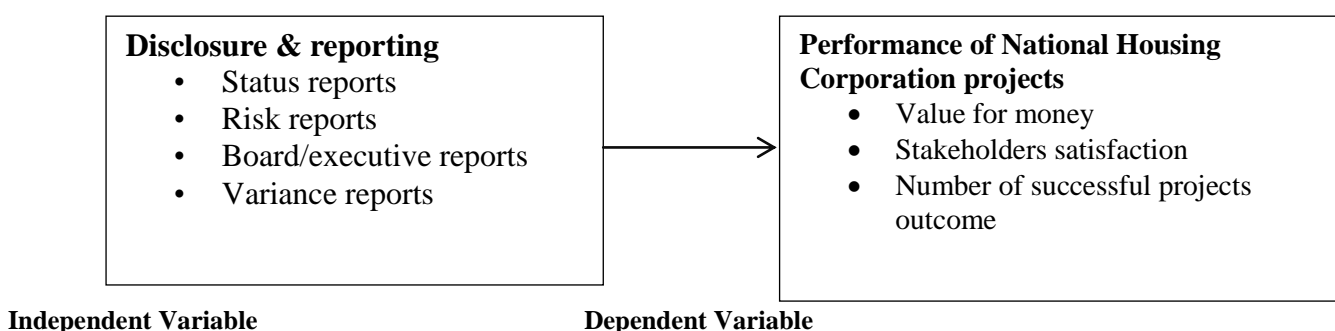 Disclosure & reporting
• Status reports
• Risk reports
• Board/executive reports
• Variance reports
Performance of National Housing
Corporation projects
• Value for money
• Stakeholders satisfaction
• Number of successful projects
outcome
Independent Variable
Dependent Variable